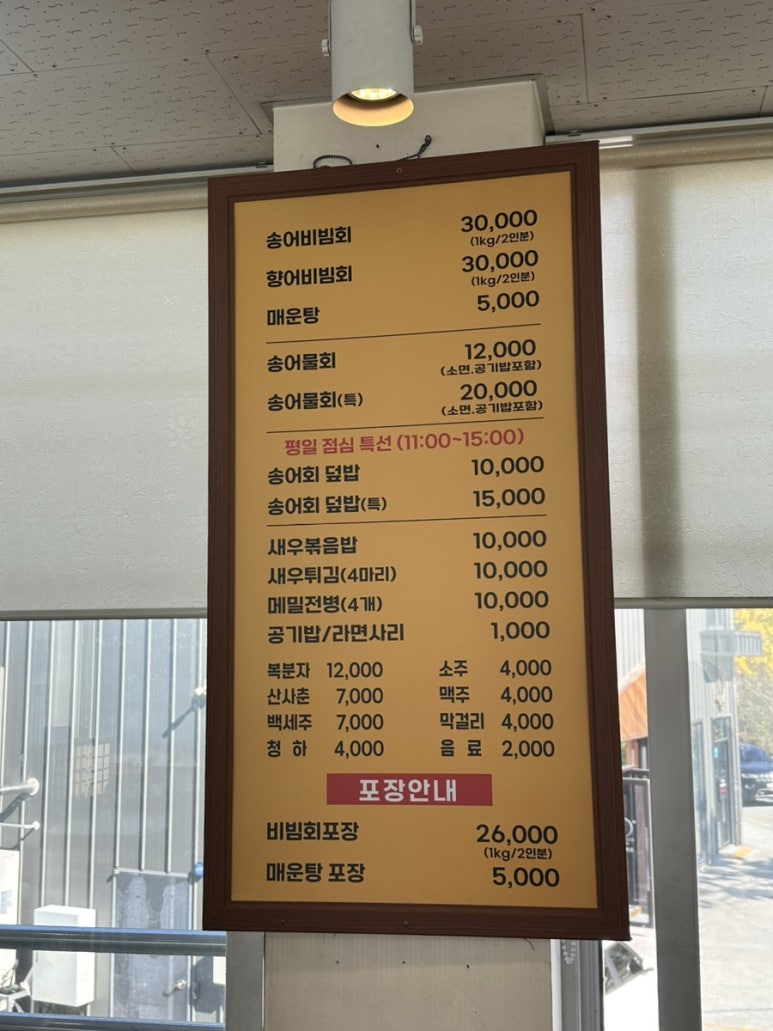 송어비빔회 30,000
(1kg/2인분)
향어비빔회 30,000
(1kg/2인분)
매운탕 5,000
송어물회 12,000
(소면.공기밥포함)
송어물회(특) 20,000
(소면.공기밥포함)
평일 점심 특선 (11:00~15:00)
송어회 덮밥 10,000
송어회 덮밥(특) 15,000
새우볶음밥 10,000
새우튀김(4마리) 10,000
메밀전병(4개) 10,000
공기밥/라면사리 1,000
복분자 12,000 소주 4,000
산사춘 7,000 맥주 4,000
백세주 7,000 막걸리 4,000
청 하 4,000 음 료 2,000
포장안내
비빔회포장 26,000
(1kg/2인분)
매운탕 포장 5,000